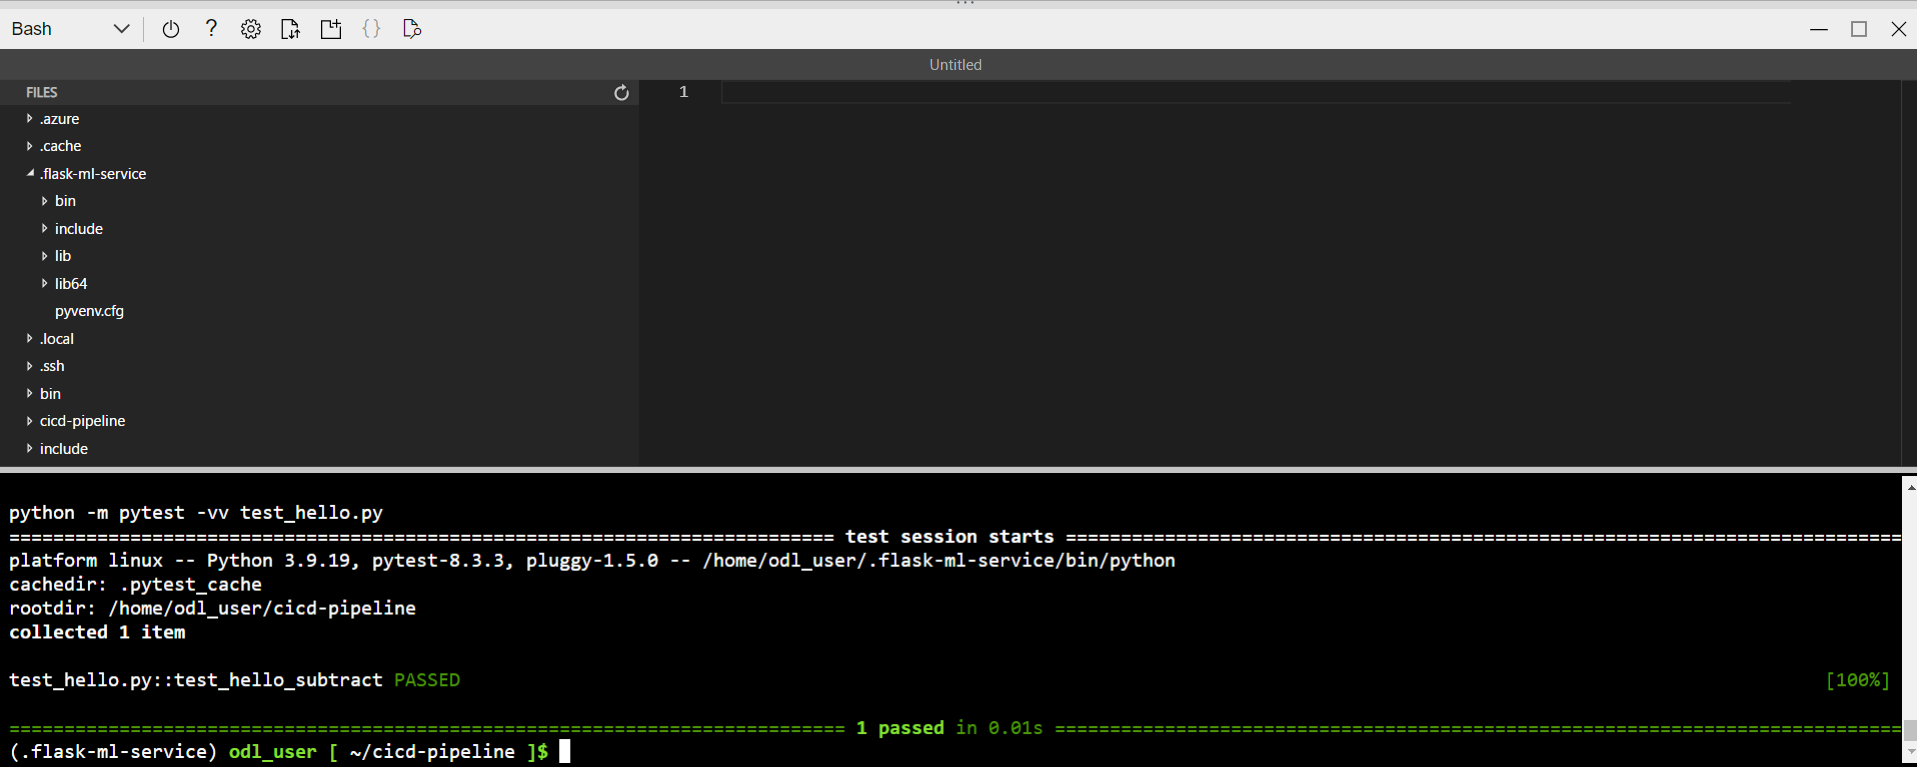 Bash
?
{}
Untitled
FILES
1
.azure
.cache
.flask-ml-service
bin
include
lib
lib64
pyvenv.cfg
.local
.ssh
bin
cicd-pipeline
include
python -m pytest -vv test_hello.py
=========================================================================== test session starts ============================================================================
platform linux -- Python 3.9.19, pytest-8.3.3, pluggy-1.5.0 -- /home/odl_user/.flask-ml-service/bin/python
cachedir: .pytest_cache
rootdir: /home/odl_user/cicd-pipeline
collected 1 item
test_hello.py::test_hello_subtract PASSED [100%]
============================================================================ 1 passed in 0.01s =============================================================================
(.flask-ml-service) odl_user [ ~/cicd-pipeline ]$